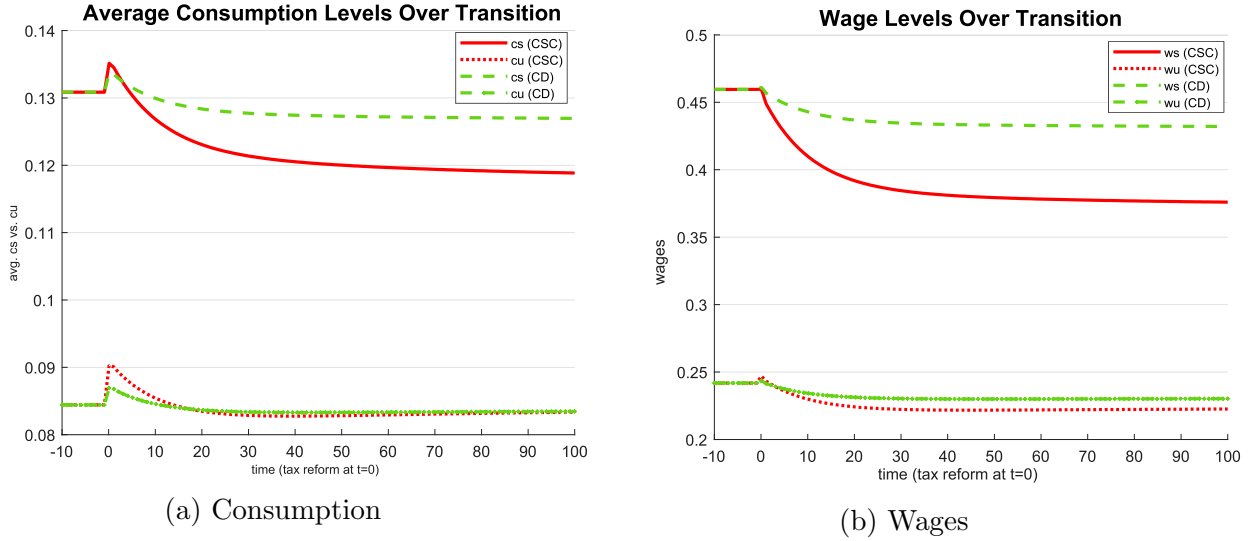 Average Consumption Levels Over Transition
0.14
0.13
0.12
0.11
0.1
0.09
0.08
avg. cs vs. cu
cs (CSC)
cu (CSC)
cs (CD)
cu (CD)
-10 0 10 20 30 40 50 60 70 80 90 100
time (tax reform at t=0)
(a) Consumption
Wage Levels Over Transition
0.5
0.45
0.4
0.35
0.3
0.25
0.2
wages
ws (CSC)
wu (CSC)
ws (CD)
wu (CD)
-10 0 10 20 30 40 50 60 70 80 90 100
time (tax reform at t=0)
(b) Wages